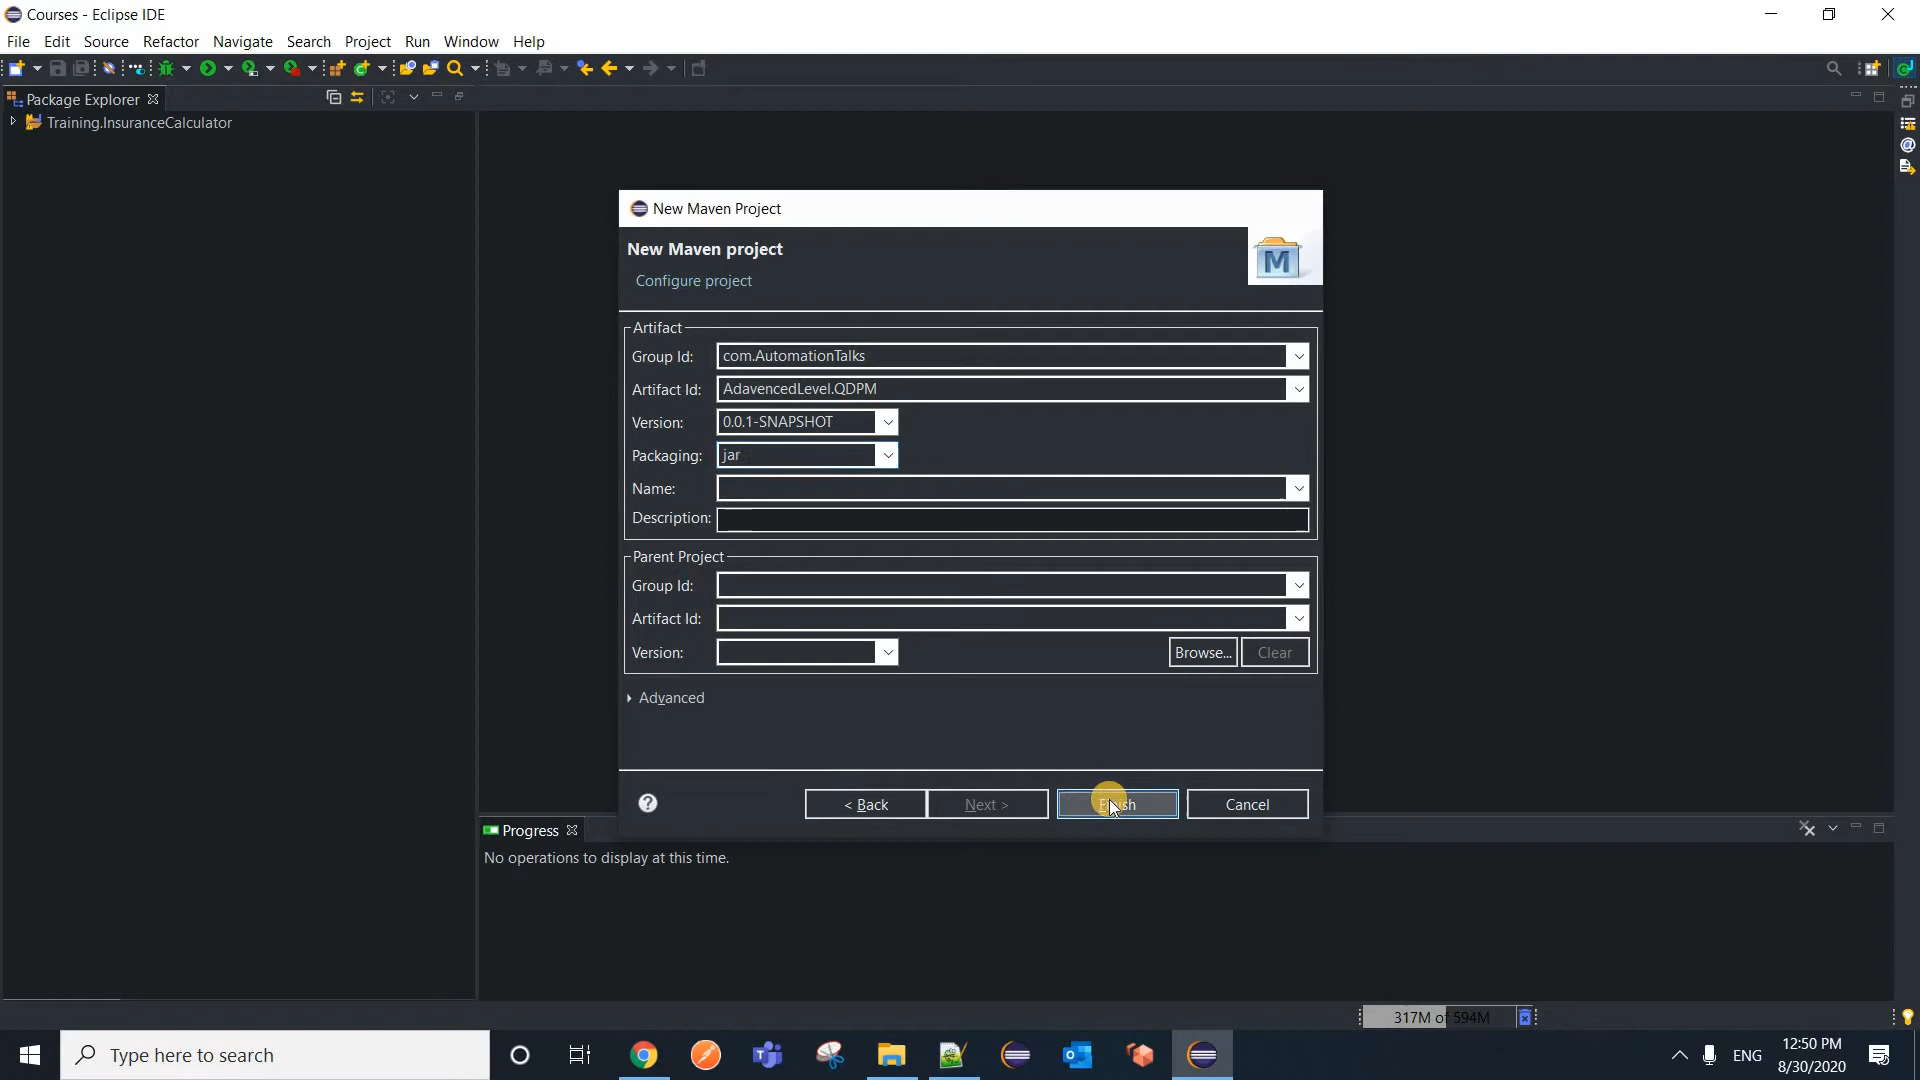 Courses - Eclipse IDE
File Edit Source Refactor Navigate Search Project Run Window Help
Package Explorer
Training.InsuranceCalculator
New Maven Project
New Maven project
Configure project
M
Artifact
Group Id: com.AutomationTalks
Artifact Id: AdavencedLevel.QDPM
Version: 0.0.1-SNAPSHOT
Packaging: jar
Name:
Description:
Parent Project
Group Id:
Artifact Id:
Version: Browse... Clear
Advanced
< Back Next > Finish Cancel
Progress
No operations to display at this time.
317M of 594M
Type here to search
ENG
12:50 PM
8/30/2020